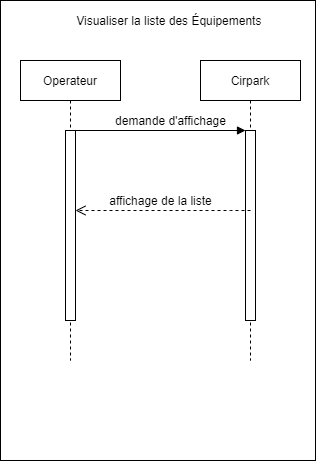 Visualiser la liste des Équipements
Operateur
Cirpark
demande d'affichage
affichage de la liste